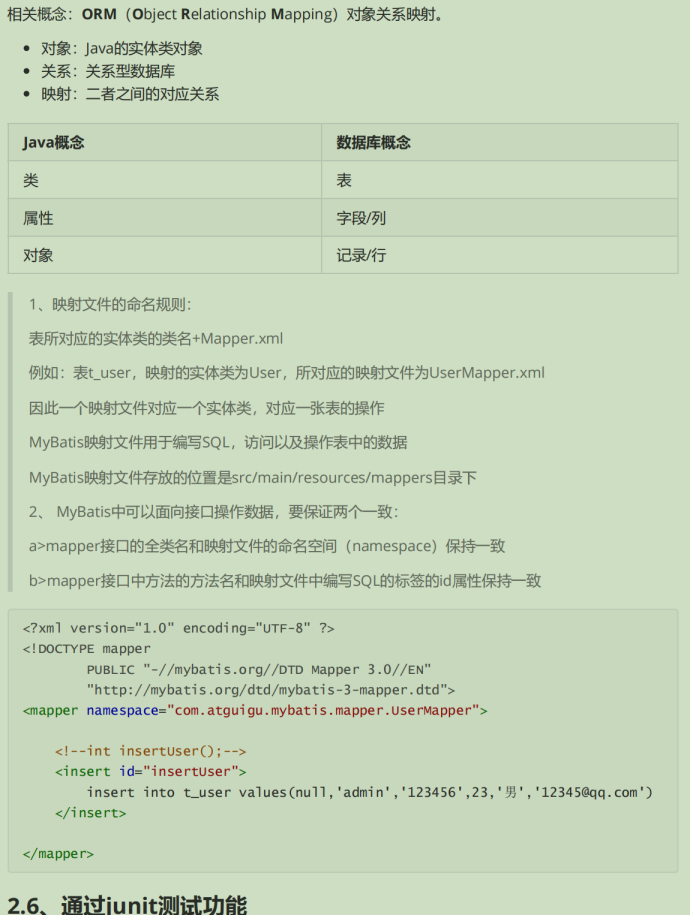 相关概念：ORM（Object Relationship Mapping）对象关系映射。
对象：Java的实体类对象
关系：关系型数据库
映射：二者之间的对应关系
Java概念 数据库概念
类 表
属性 字段/列
对象 记录/行
1、映射文件的命名规则：
表所对应的实体类的类名+Mapper.xml
例如：表t_user，映射的实体类为User，所对应的映射文件为UserMapper.xml
因此一个映射文件对应一个实体类，对应一张表的操作
MyBatis映射文件用于编写SQL，访问以及操作表中的数据
MyBatis映射文件存放的位置是src/main/resources/mappers目录下
2、 MyBatis中可以面向接口操作数据，要保证两个一致：
a>mapper接口的全类名和映射文件的命名空间（namespace）保持一致
b>mapper接口中方法的方法名和映射文件中编写SQL的标签的id属性保持一致
<?xml version="1.0" encoding="UTF-8" ?>
<!DOCTYPE mapper
PUBLIC "-//mybatis.org//DTD Mapper 3.0//EN"
"http://mybatis.org/dtd/mybatis-3-mapper.dtd">
<mapper namespace="com.atguigu.mybatis.mapper.UserMapper">
<!--int insertUser();-->
<insert id="insertUser">
insert into t_user values(null,'admin','123456',23,'男','12345@qq.com')
</insert>
</mapper>
2.6、通过junit测试功能